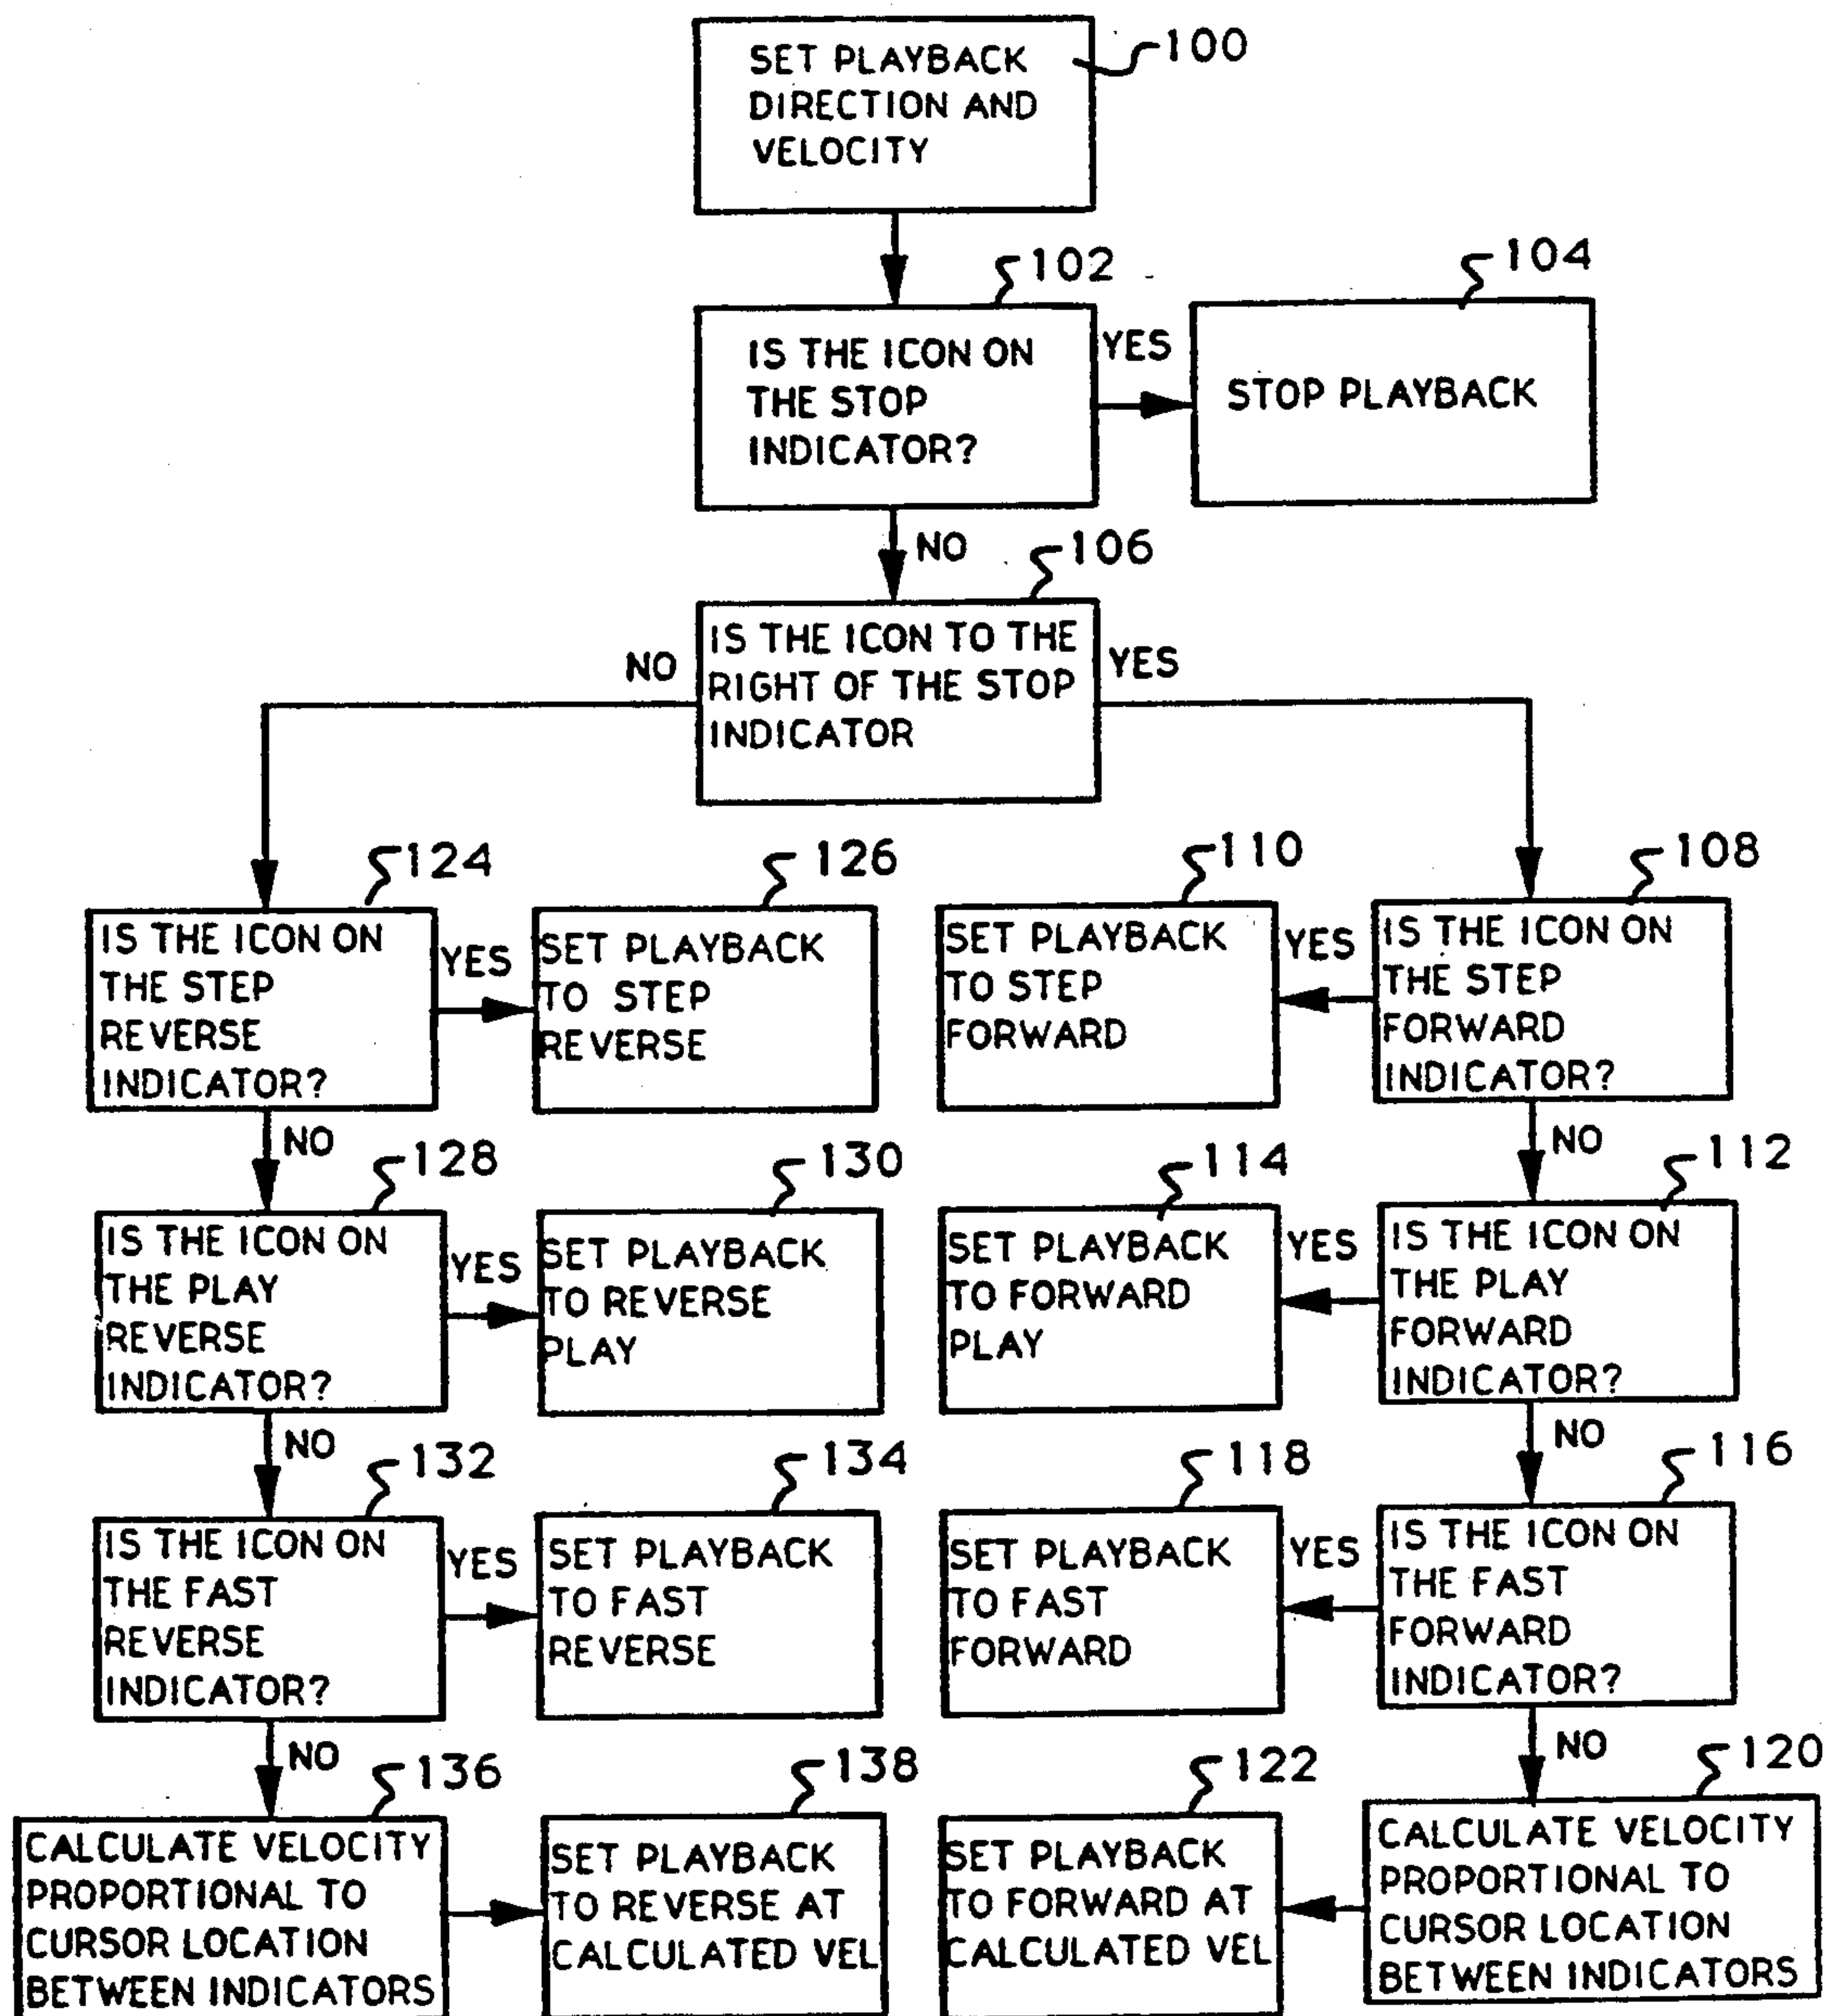 100
SET PLAYBACK
DIRECTION AND
VELOCITY
102
IS THE ICON ON
THE STOP
INDICATOR?
YES
104
STOP PLAYBACK
NO
106
IS THE ICON TO THE
RIGHT OF THE STOP
INDICATOR
NO
YES
124
IS THE ICON ON
THE STEP
REVERSE
INDICATOR?
YES
126
SET PLAYBACK
TO STEP
REVERSE
110
SET PLAYBACK
TO STEP
FORWARD
YES
108
IS THE ICON ON
THE STEP
FORWARD
INDICATOR?
NO
NO
128
IS THE ICON ON
THE PLAY
REVERSE
INDICATOR?
YES
130
SET PLAYBACK
TO REVERSE
PLAY
114
SET PLAYBACK
TO FORWARD
PLAY
YES
112
IS THE ICON ON
THE PLAY
FORWARD
INDICATOR?
NO
NO
132
IS THE ICON ON
THE FAST
REVERSE
INDICATOR?
YES
134
SET PLAYBACK
TO FAST
REVERSE
118
SET PLAYBACK
TO FAST
FORWARD
YES
116
IS THE ICON ON
THE FAST
FORWARD
INDICATOR?
NO
NO
136
CALCULATE VELOCITY
PROPORTIONAL TO
CURSOR LOCATION
BETWEEN INDICATORS
138
SET PLAYBACK
TO REVERSE AT
CALCULATED VEL
122
SET PLAYBACK
TO FORWARD AT
CALCULATED VEL
120
CALCULATE VELOCITY
PROPORTIONAL TO
CURSOR LOCATION
BETWEEN INDICATORS